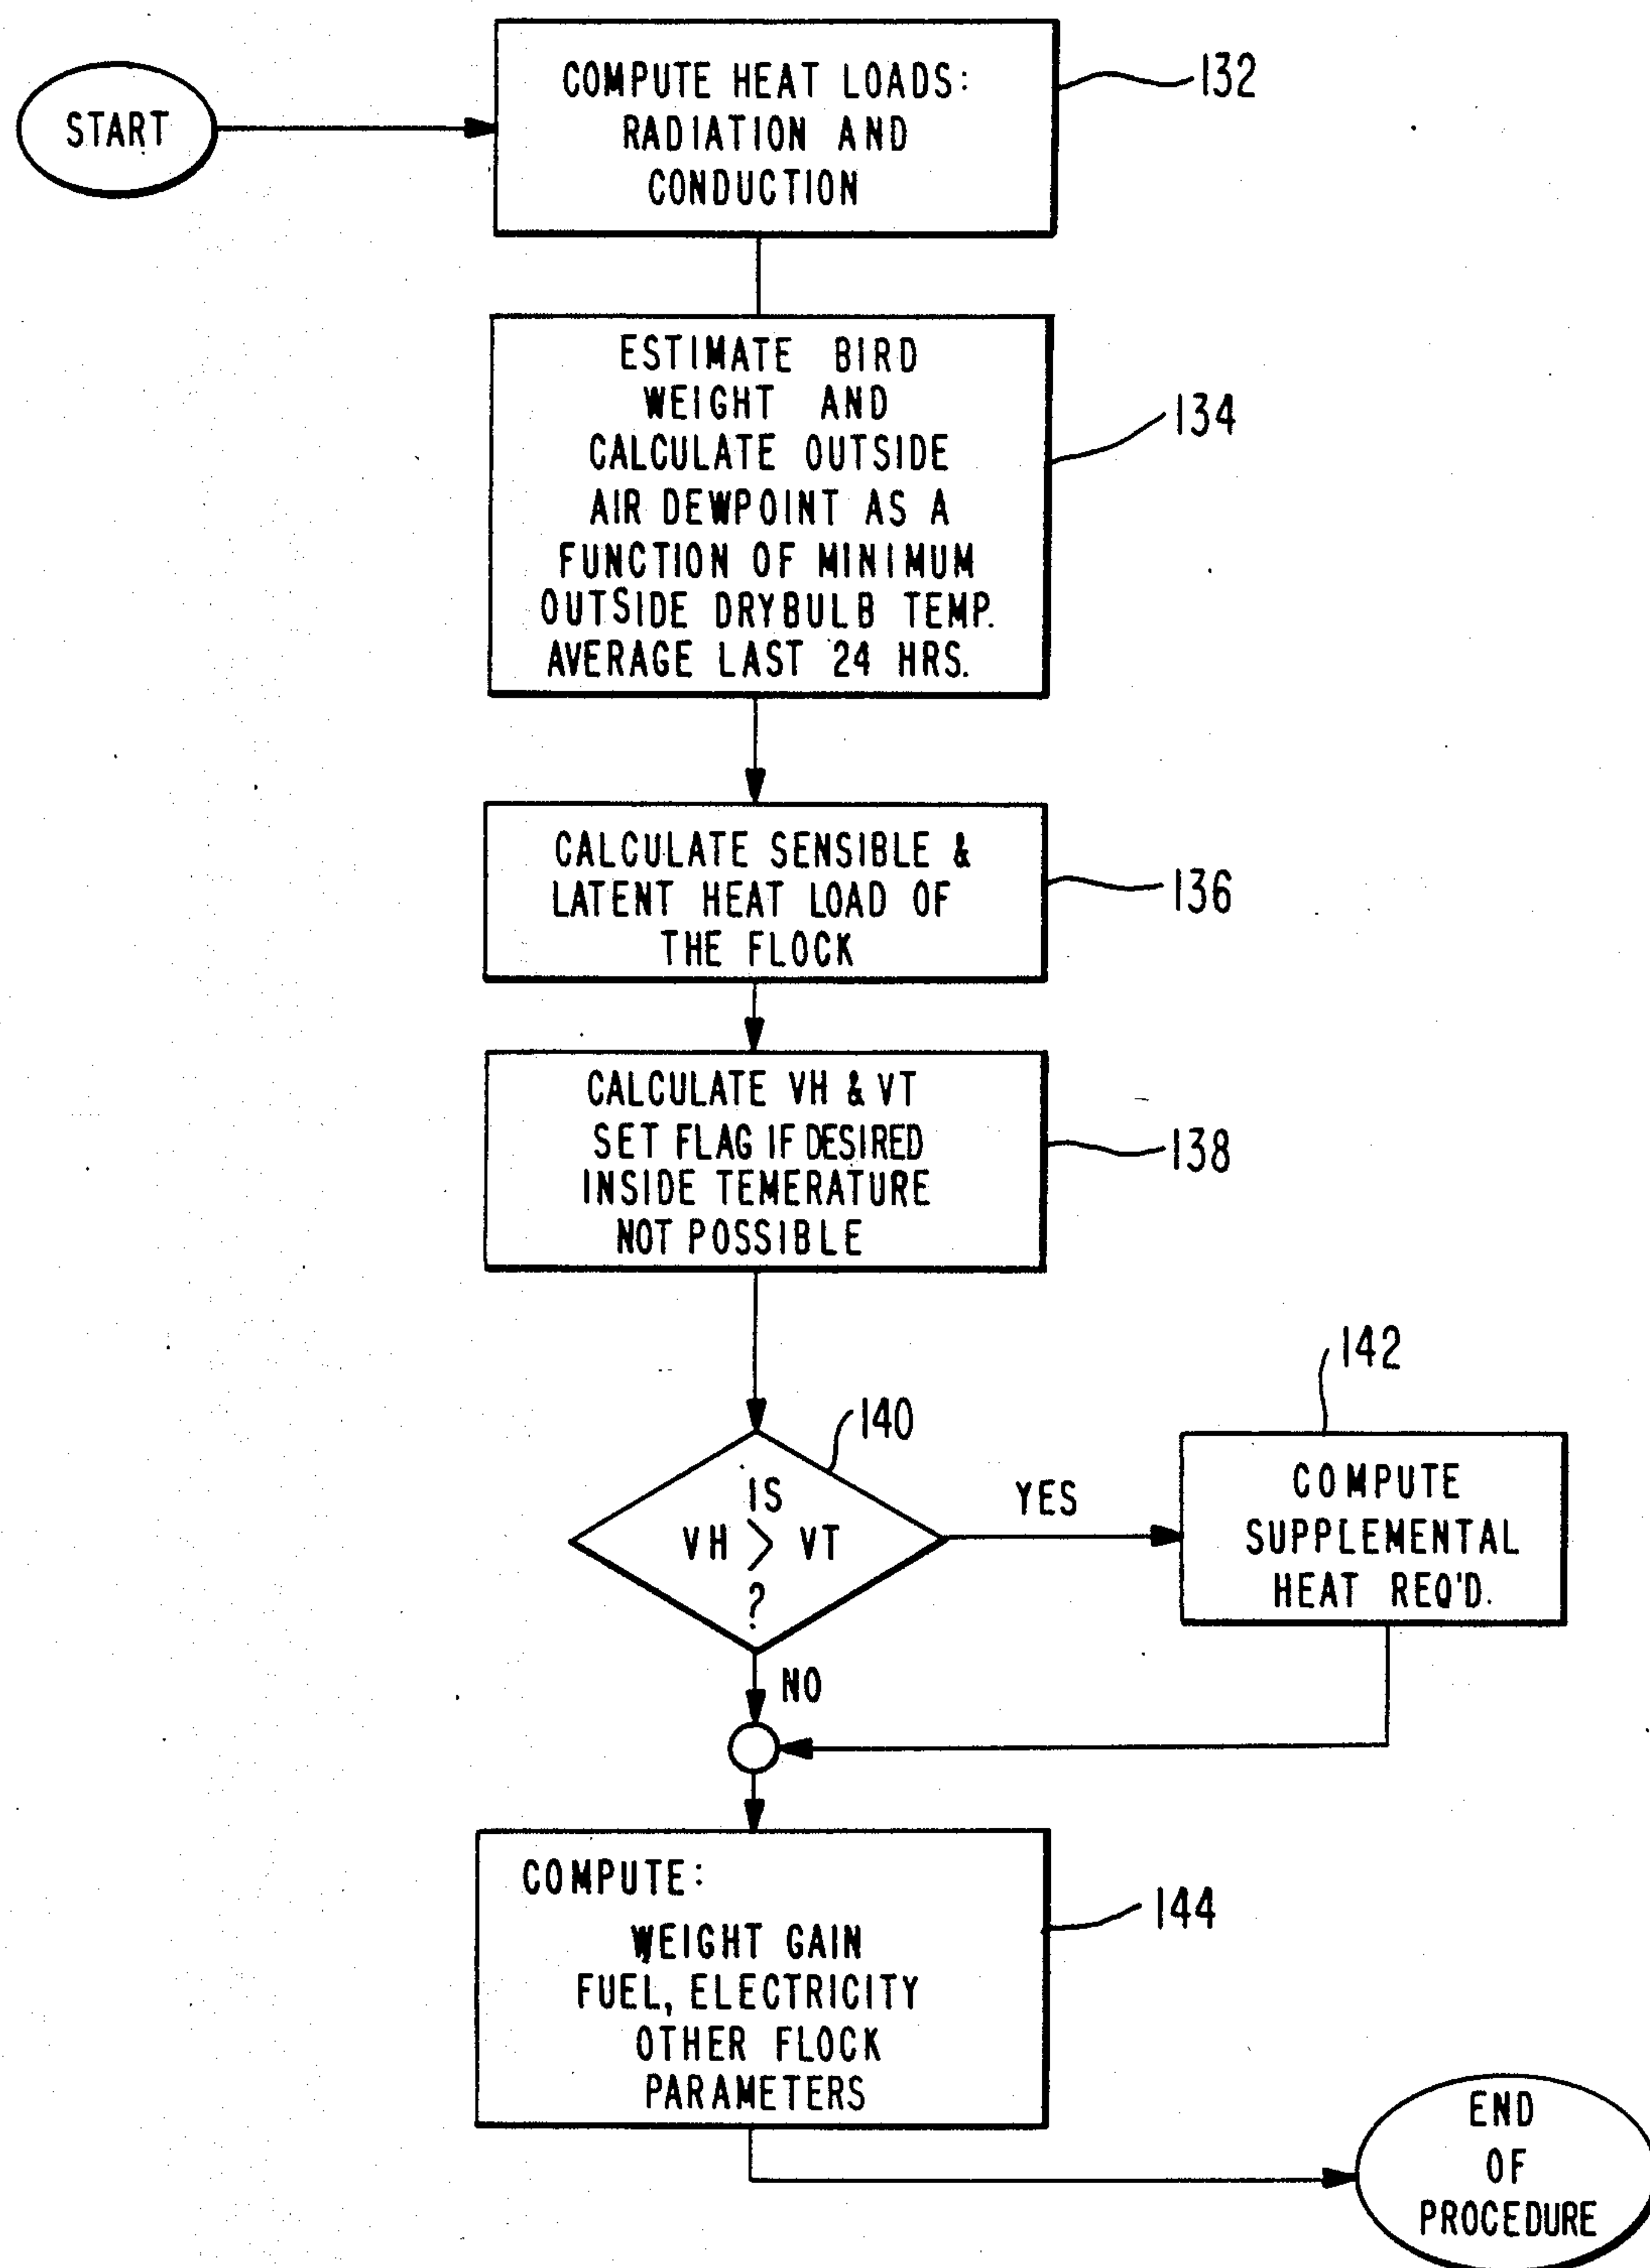 START
COMPUTE HEAT LOADS:
RADIATION AND
CONDUCTION
132
ESTIMATE BIRD
WEIGHT AND
CALCULATE OUTSIDE
AIR DEWPOINT AS A
FUNCTION OF MINIMUM
OUTSIDE DRYBULB TEMP.
AVERAGE LAST 24 HRS.
134
CALCULATE SENSIBLE &
LATENT HEAT LOAD OF
THE FLOCK
136
CALCULATE VH & VT
SET FLAG IF DESIRED
INSIDE TEMERATURE
NOT POSSIBLE
138
140
IS
VH > VT
?
YES
NO
142
COMPUTE
SUPPLEMENTAL
HEAT REQ'D.
COMPUTE:
WEIGHT GAIN
FUEL, ELECTRICITY
OTHER FLOCK
PARAMETERS
144
END
OF
PROCEDURE